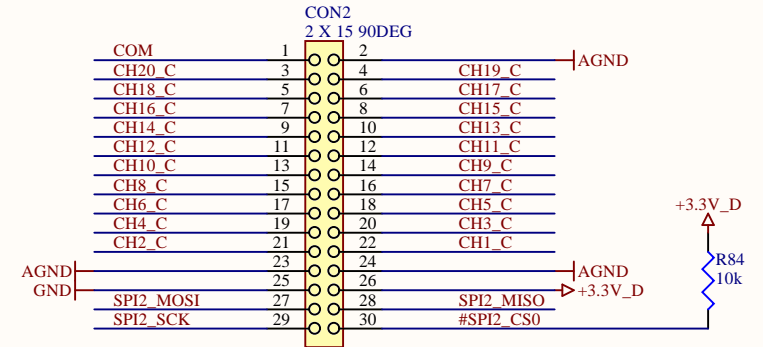 CON2
2 X 15 90DEG
COM 1 2 AGND
CH20_C 3 4 CH19_C
CH18_C 5 6 CH17_C
CH16_C 7 8 CH15_C
CH14_C 9 10 CH13_C
CH12_C 11 12 CH11_C
CH10_C 13 14 CH9_C
CH8_C 15 16 CH7_C
CH6_C 17 18 CH5_C
CH4_C 19 20 CH3_C
+3.3V_D
CH2_C 21 22 CH1_C
AGND 23 24 AGND
R84
10k
GND 25 26 +3.3V_D
SPI2_MOSI 27 28 SPI2_MISO
SPI2_SCK 29 30 #SPI2_CS0